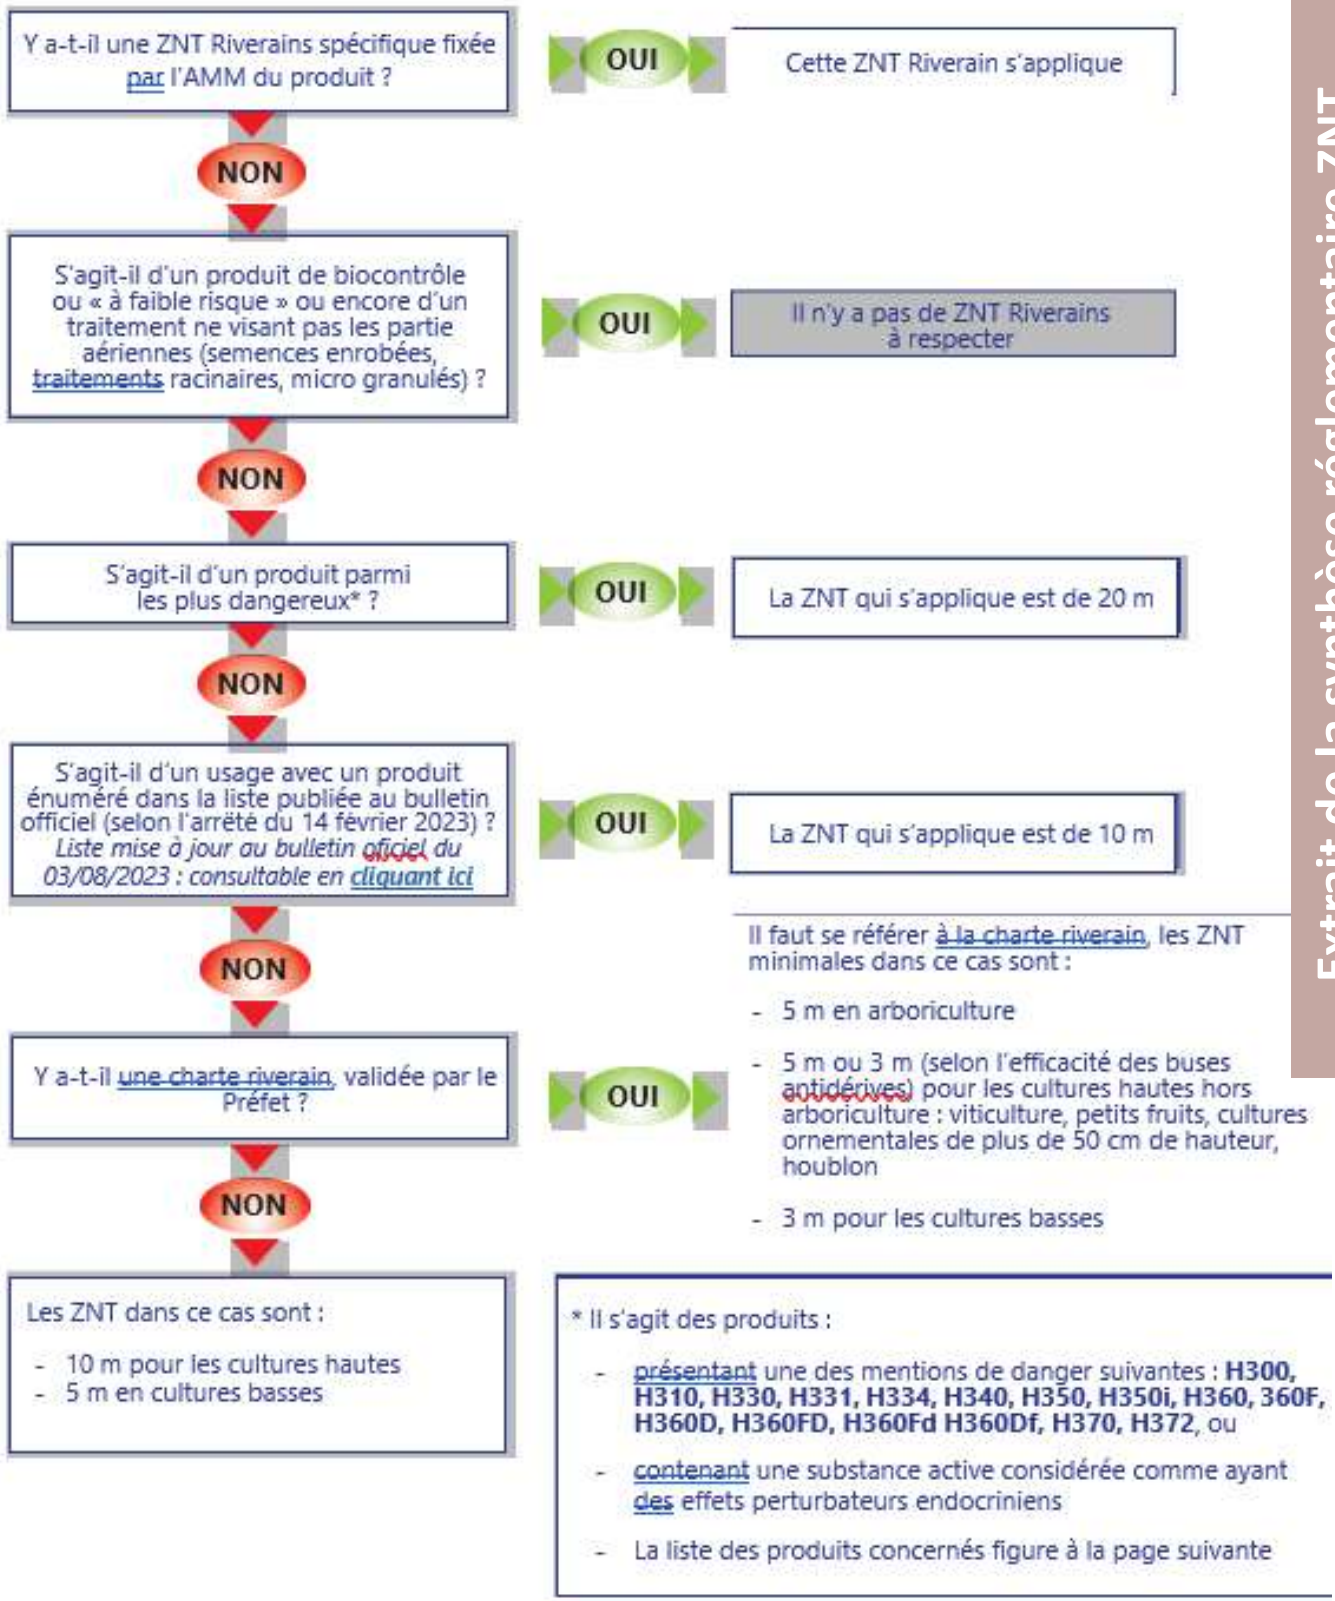 Y a-t-il une ZNT Riverains spécifique fixée
par l'AMM du produit ?
OUI
Cette ZNT Riverain s'applique
NON
S'agit-il d'un produit de biocontrôle
ou « à faible risque » ou encore d'un
traitement ne visant pas les partie
aériennes (semences enrobées,
traitements racinaires, micro granulés) ?
OUI
Il n'y a pas de ZNT Riverains
à respecter
NON
S'agit-il d'un produit parmi
les plus dangereux* ?
OUI
La ZNT qui s'applique est de 20 m
NON
S'agit-il d'un usage avec un produit
énuméré dans la liste publiée au bulletin
officiel (selon l'arrêté du 14 février 2023) ?
Liste mise à jour au bulletin oficiel du
03/08/2023 : consultable en cliquant ici
OUI
La ZNT qui s'applique est de 10 m
NON
Y a-t-il une charte riverain, validée par le
Préfet ?
OUI
Il faut se référer à la charte riverain, les ZNT
minimales dans ce cas sont :
- 5 m en arboriculture
- 5 m ou 3 m (selon l'efficacité des buses
antidérives) pour les cultures hautes hors
arboriculture : viticulture, petits fruits, cultures
ornementales de plus de 50 cm de hauteur,
houblon
- 3 m pour les cultures basses
NON
Les ZNT dans ce cas sont :
- 10 m pour les cultures hautes
- 5 m en cultures basses
* Il s'agit des produits :
- présentant une des mentions de danger suivantes : H300,
H310, H330, H331, H334, H340, H350, H350i, H360, 360F,
H360D, H360FD, H360Fd H360Df, H370, H372, ou
- contenant une substance active considérée comme ayant
des effets perturbateurs endocriniens
- La liste des produits concernés figure à la page suivante
Extrait de la synthèse réglementaire ZNT